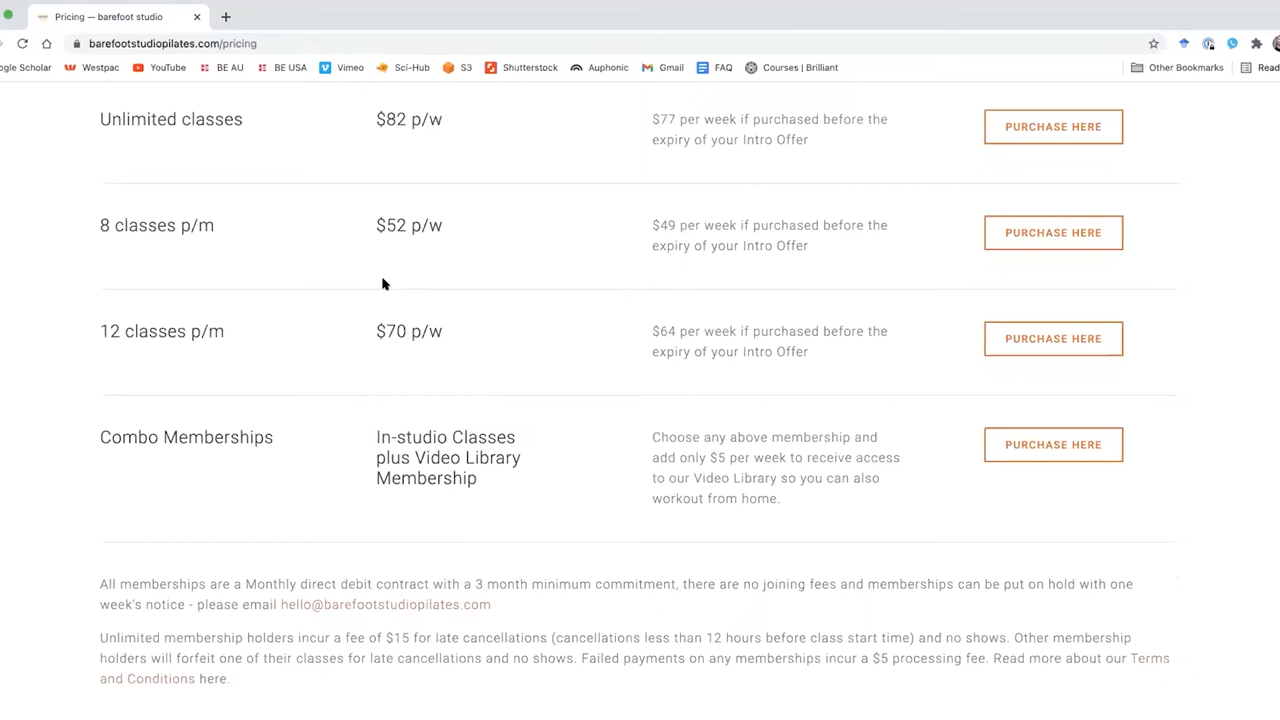 Pricing — barefoot studio
barefootstudiopilates.com/pricing
ogle Scholar
Westpac
YouTube
BE AU
BE USA
Vimeo
Sci-Hub
S3
Shutterstock
Auphonic
Gmail
FAQ
Courses | Brilliant
Other Bookmarks
Read
Unlimited classes
$82 p/w
$77 per week if purchased before the
expiry of your Intro Offer
PURCHASE HERE
8 classes p/m
$52 p/w
$49 per week if purchased before the
expiry of your Intro Offer
PURCHASE HERE
12 classes p/m
$70 p/w
$64 per week if purchased before the
expiry of your Intro Offer
PURCHASE HERE
Combo Memberships
In-studio Classes
plus Video Library
Membership
Choose any above membership and
add only $5 per week to receive access
to our Video Library so you can also
workout from home.
PURCHASE HERE
All memberships are a Monthly direct debit contract with a 3 month minimum commitment, there are no joining fees and memberships can be put on hold with one
week's notice - please email hello@barefootstudiopilates.com
Unlimited membership holders incur a fee of $15 for late cancellations (cancellations less than 12 hours before class start time) and no shows. Other membership
holders will forfeit one of their classes for late cancellations and no shows. Failed payments on any memberships incur a $5 processing fee. Read more about our Terms
and Conditions here.